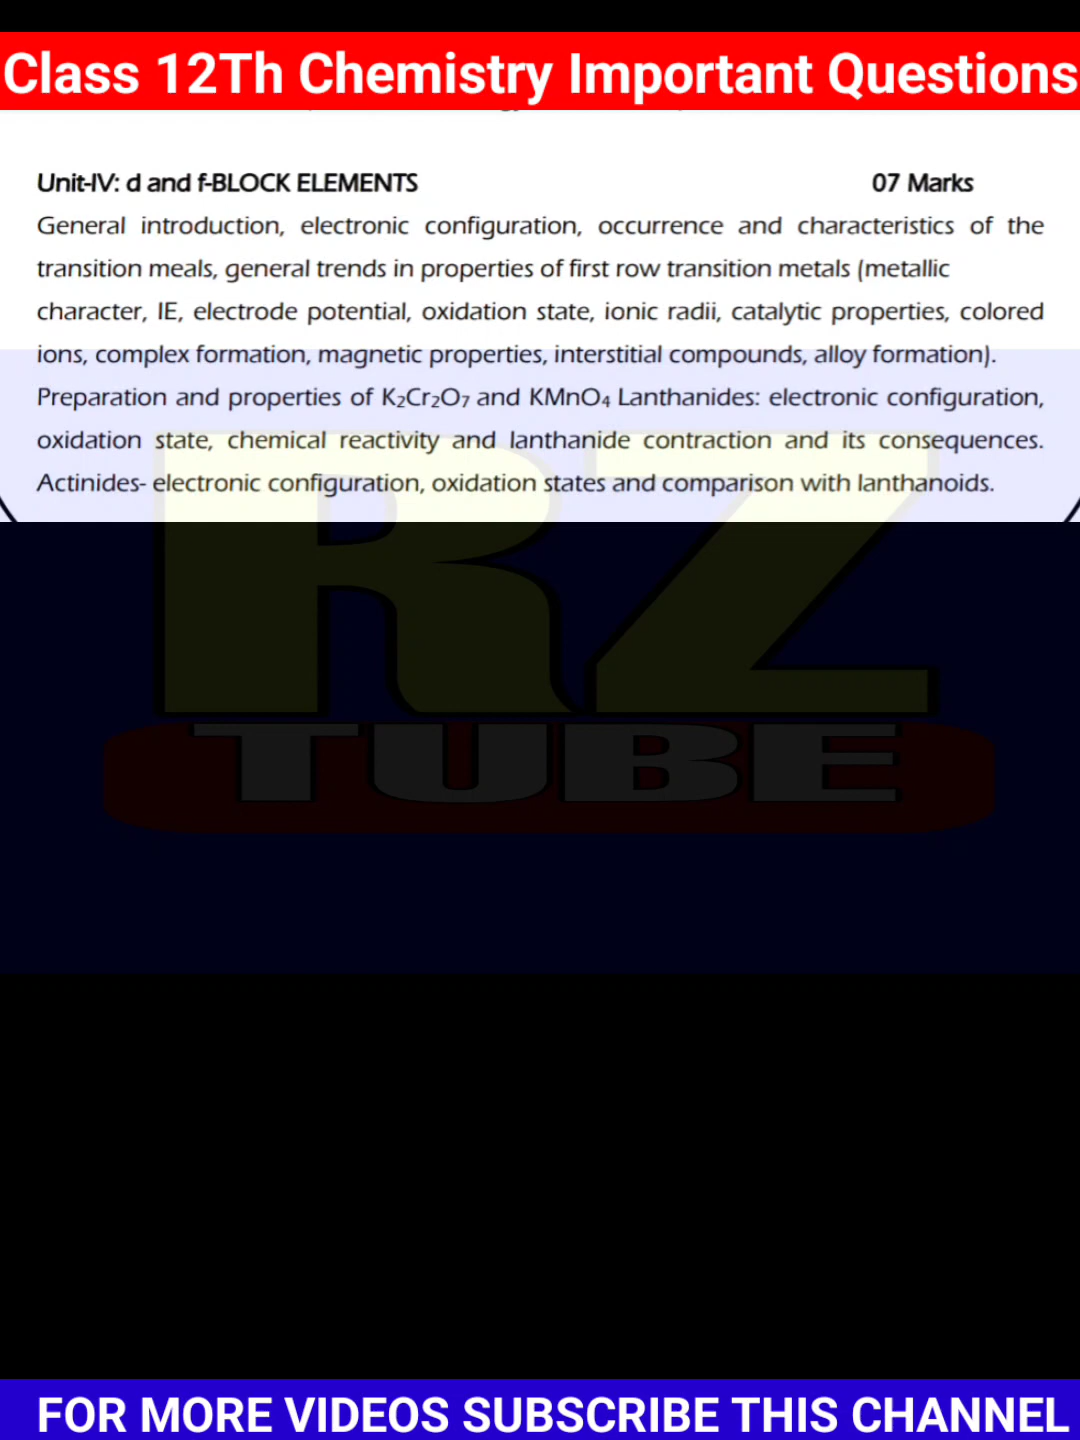 Class 12Th Chemistry Important Questions
Unit-IV: d and f-BLOCK ELEMENTS 07 Marks
General introduction, electronic configuration, occurrence and characteristics of the
transition meals, general trends in properties of first row transition metals (metallic
character, IE, electrode potential, oxidation state, ionic radii, catalytic properties, colored
ions, complex formation, magnetic properties, interstitial compounds, alloy formation).
Preparation and properties of K₂Cr₂O₇ and KMnO₄ Lanthanides: electronic configuration,
oxidation state, chemical reactivity and lanthanide contraction and its consequences.
Actinides- electronic configuration, oxidation states and comparison with lanthanoids.
RZ
TUBE
FOR MORE VIDEOS SUBSCRIBE THIS CHANNEL